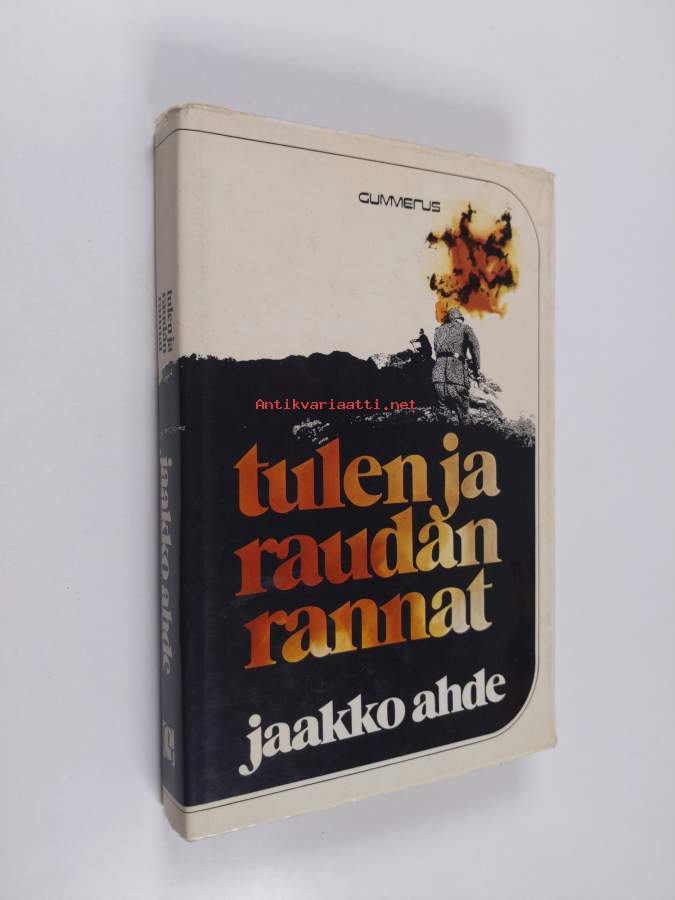 GUMMERUS
Antikvariaatti.net
tulen ja
raudan
rannat
jaakko ahde
tulen ja
raudan
rannat
jaakko ahde